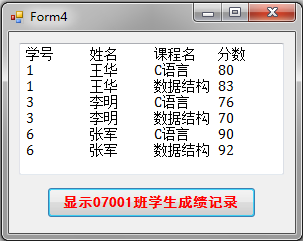 Form4
学号 姓名 课程名 分数
1 王华 C语言 80
1 王华 数据结构 83
3 李明 C语言 76
3 李明 数据结构 70
6 张军 C语言 90
6 张军 数据结构 92
显示07001班学生成绩记录